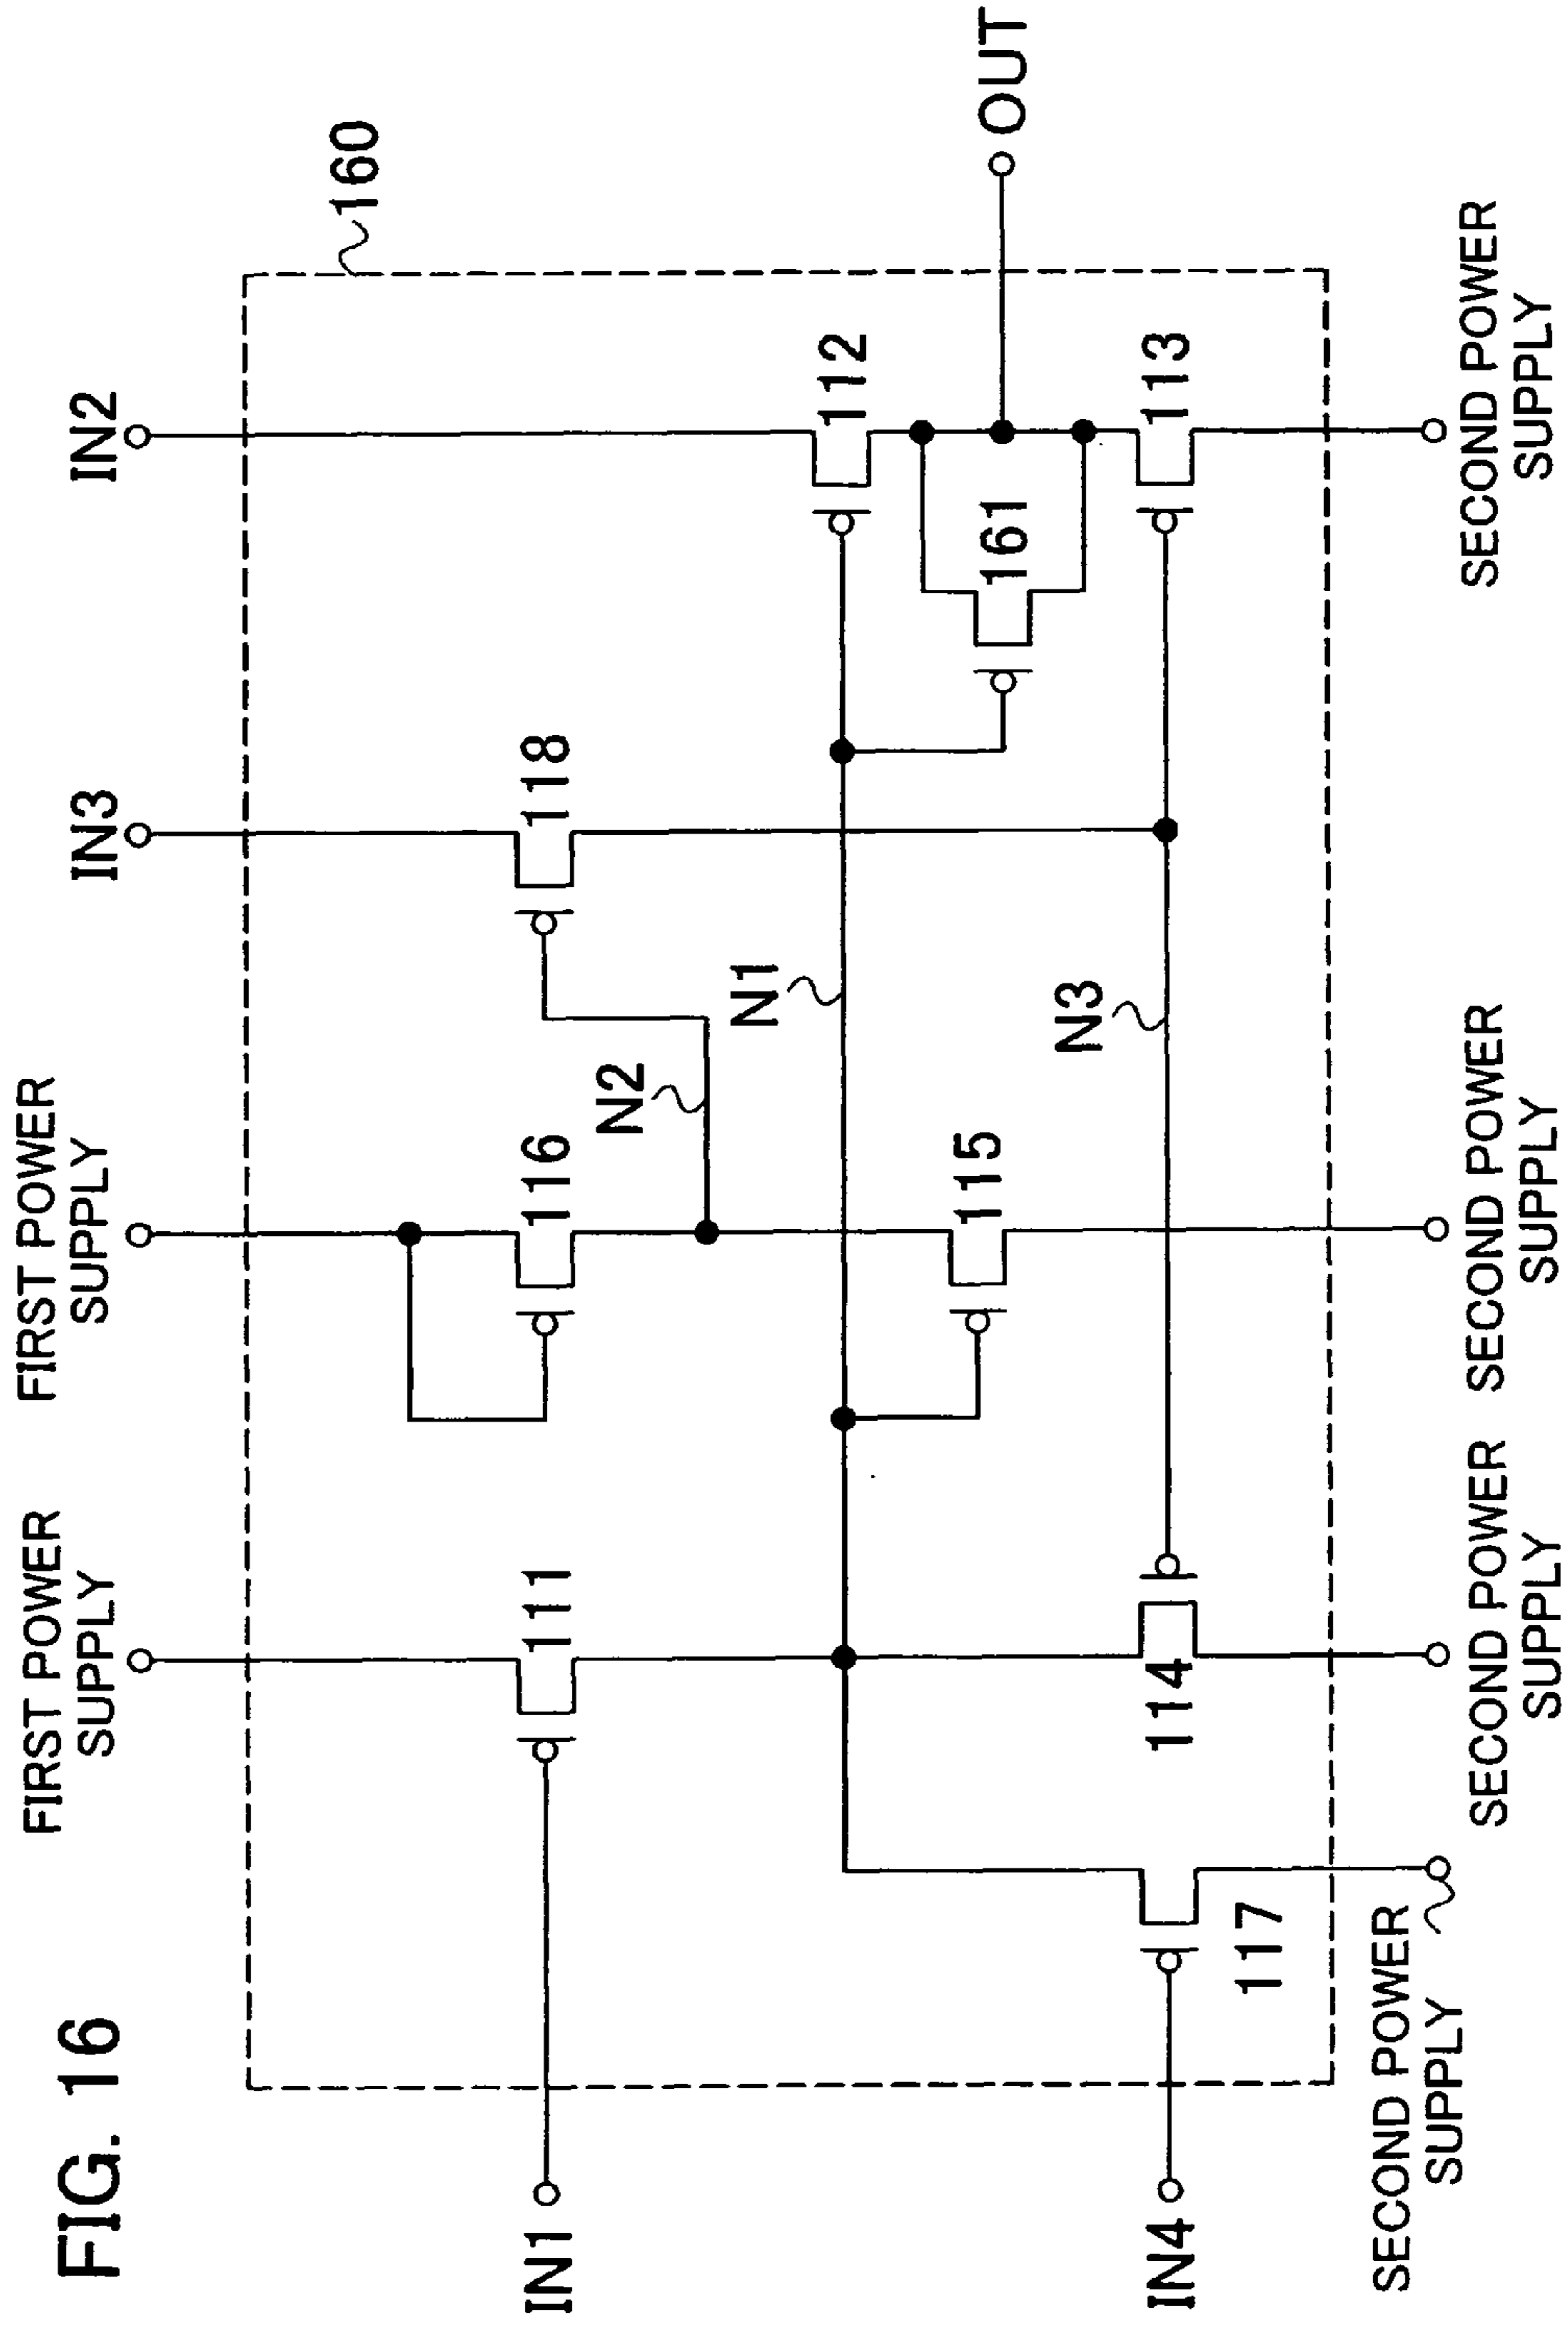 FIG. 16
FIRST POWER
SUPPLY
FIRST POWER
SUPPLY
IN3
IN2
160
IN1
111
116
118
N2
N1
112
115
161
OUT
N3
IN4
114
113
117
SECOND POWER
SUPPLY
SECOND POWER
SUPPLY
SECOND POWER
SUPPLY
SECOND POWER
SUPPLY